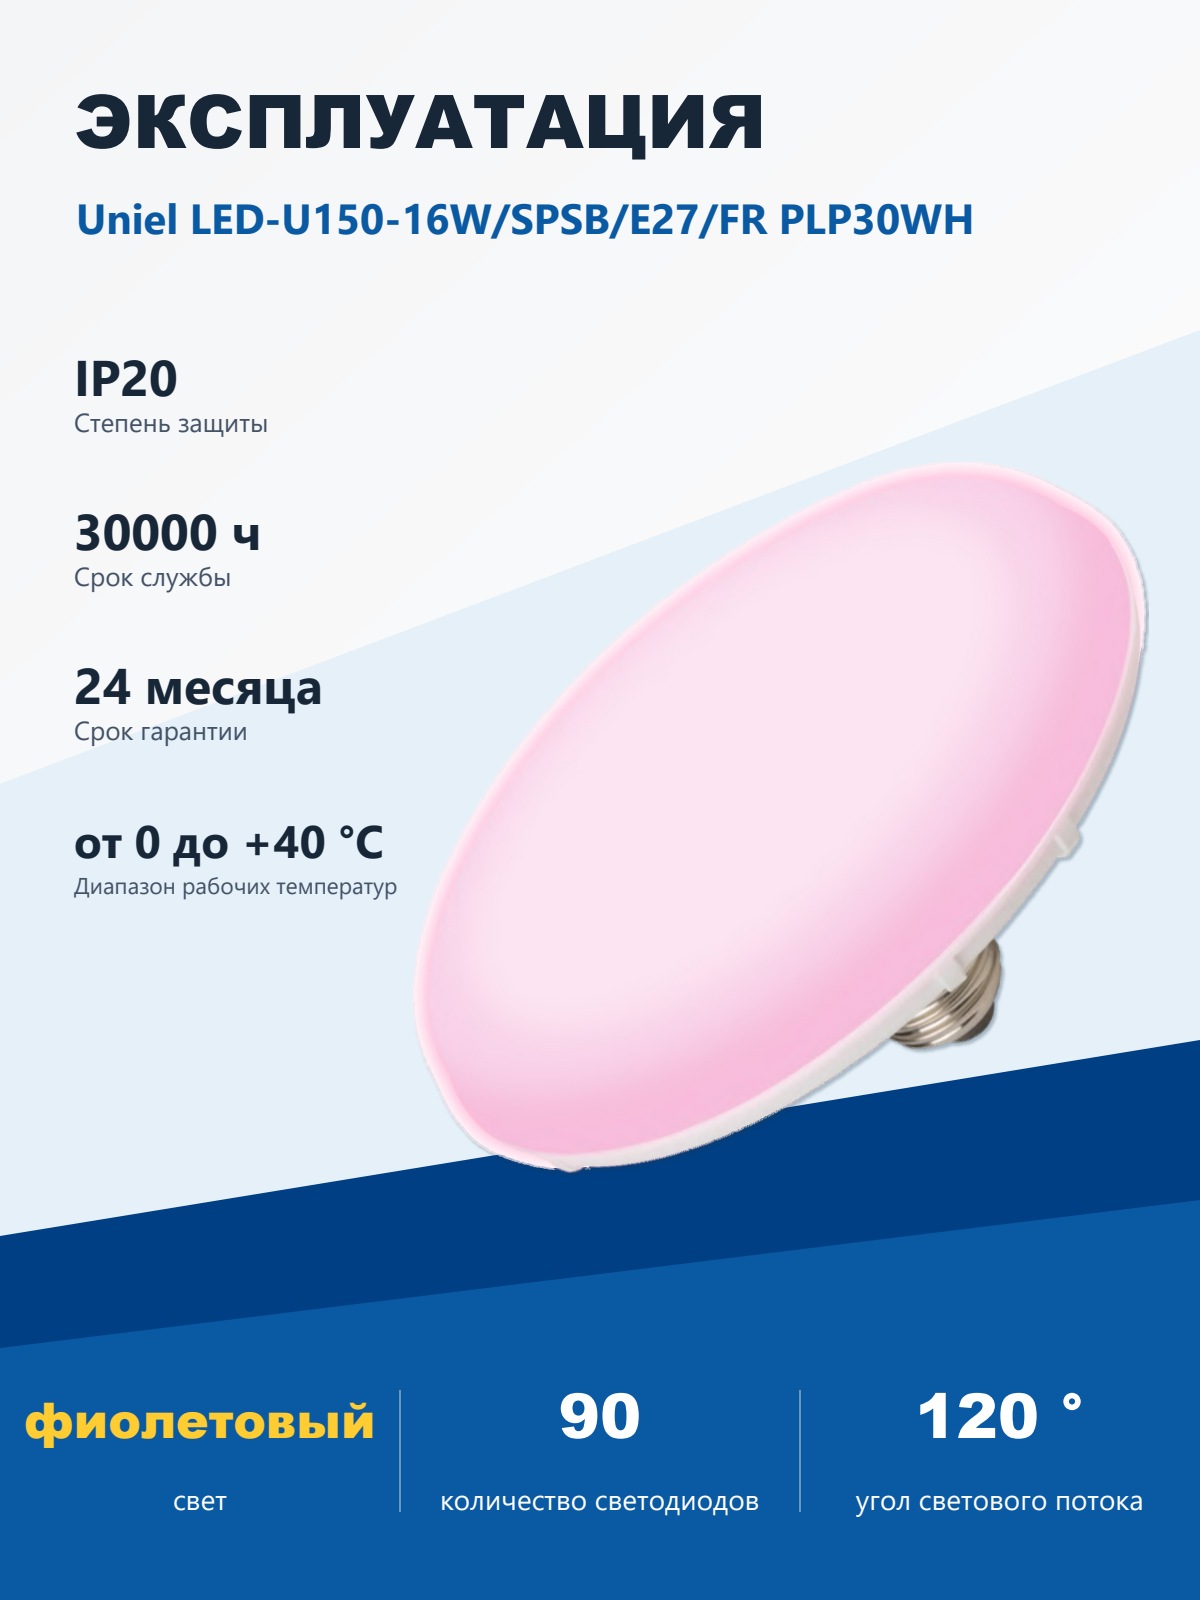 ЭКСПЛУАТАЦИЯ
Uniel LED-U150-16W/SPSB/E27/FR PLP30WH
IP20
Степень защиты
30000 ч
Срок службы
24 месяца
Срок гарантии
от 0 до +40 °C
Диапазон рабочих температур
фиолетовый
свет
90
количество светодиодов
120 °
угол светового потока